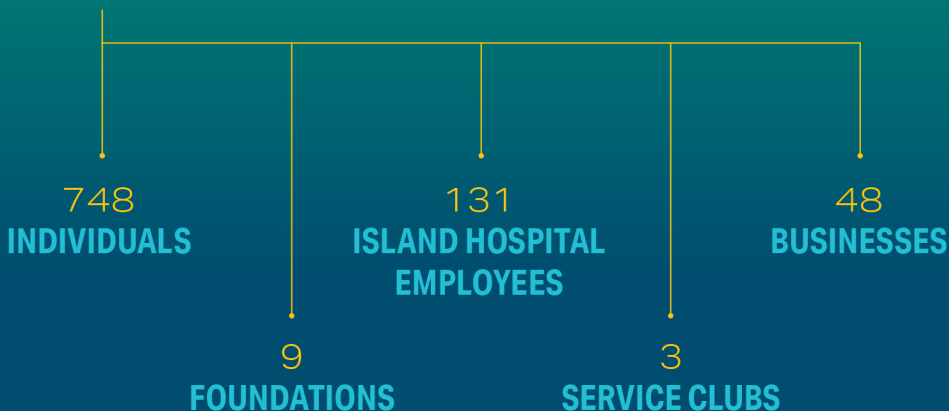 748
INDIVIDUALS
9
FOUNDATIONS
131
ISLAND HOSPITAL
EMPLOYEES
3
SERVICE CLUBS
48
BUSINESSES